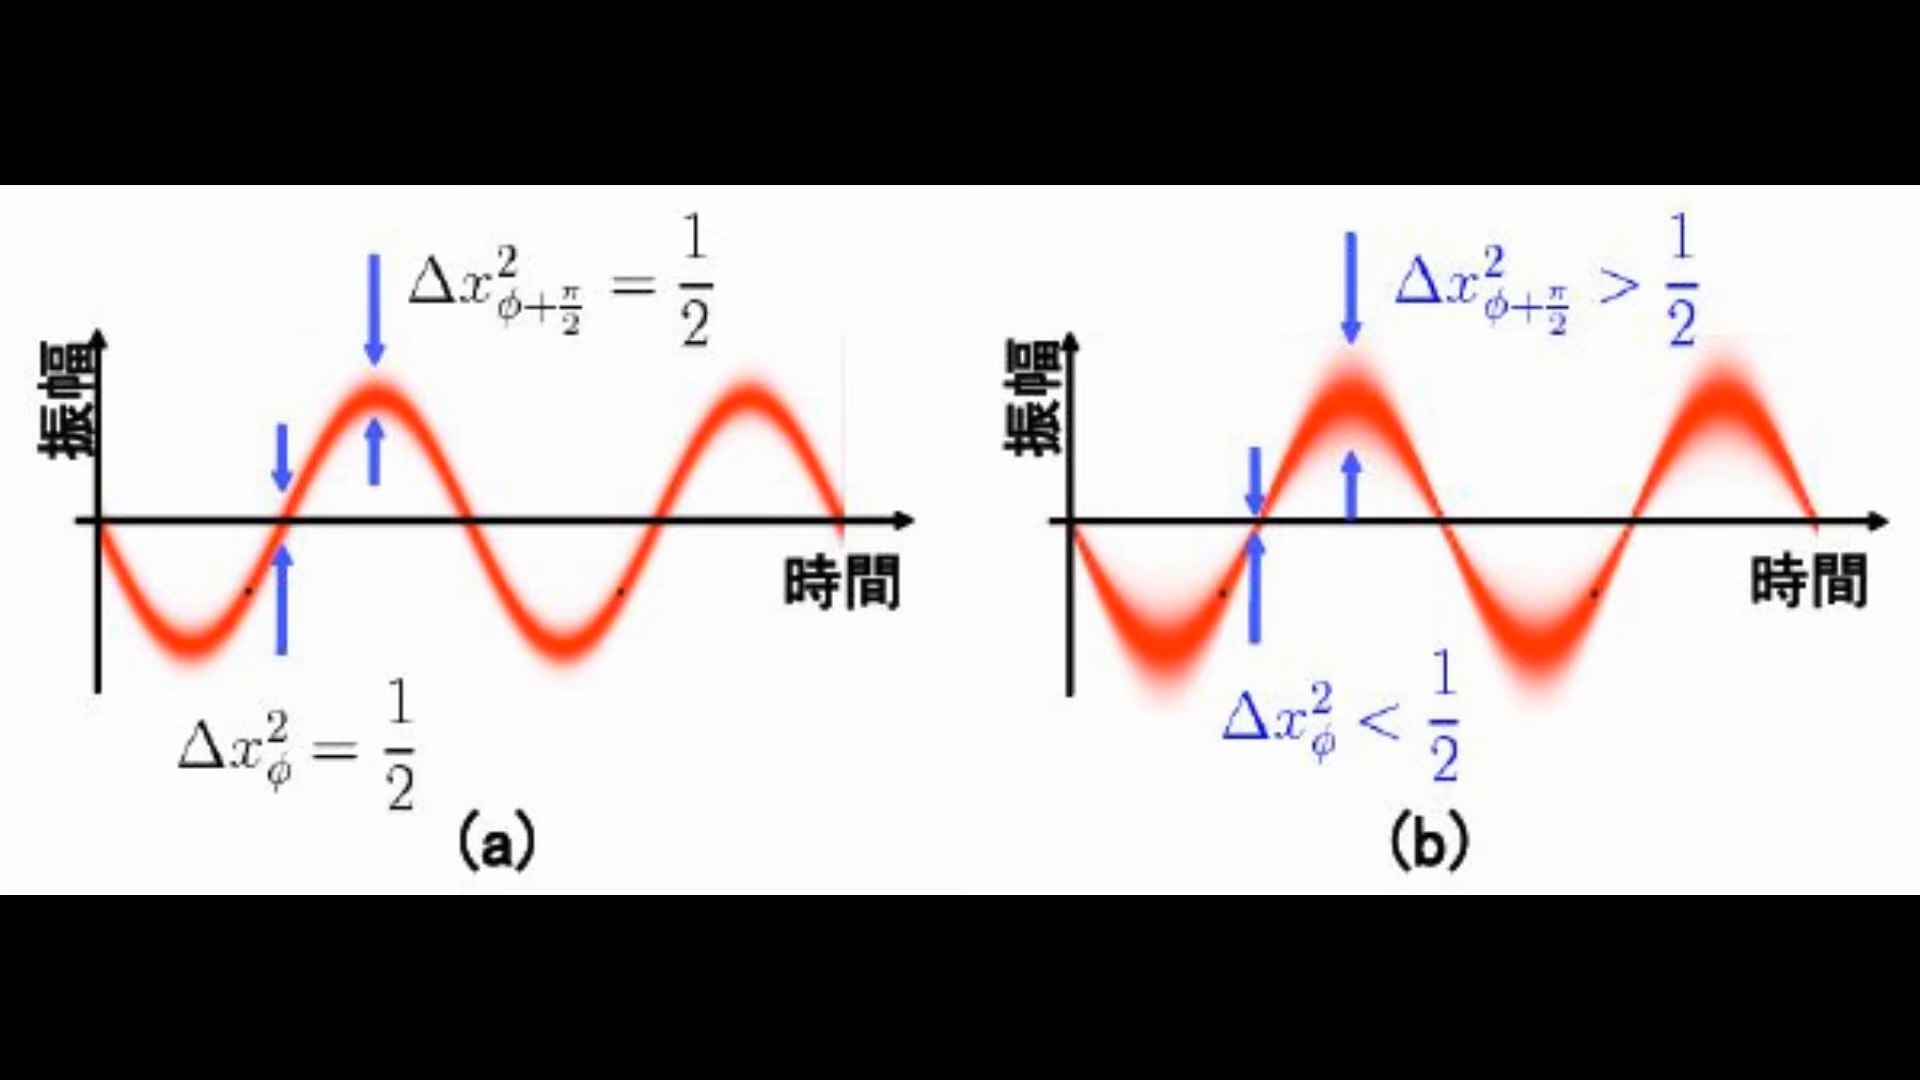 Δx²_{φ+π/2} = 1/2
振幅
時間
Δx²_φ = 1/2
(a)
Δx²_{φ+π/2} > 1/2
振幅
時間
Δx²_φ < 1/2
(b)